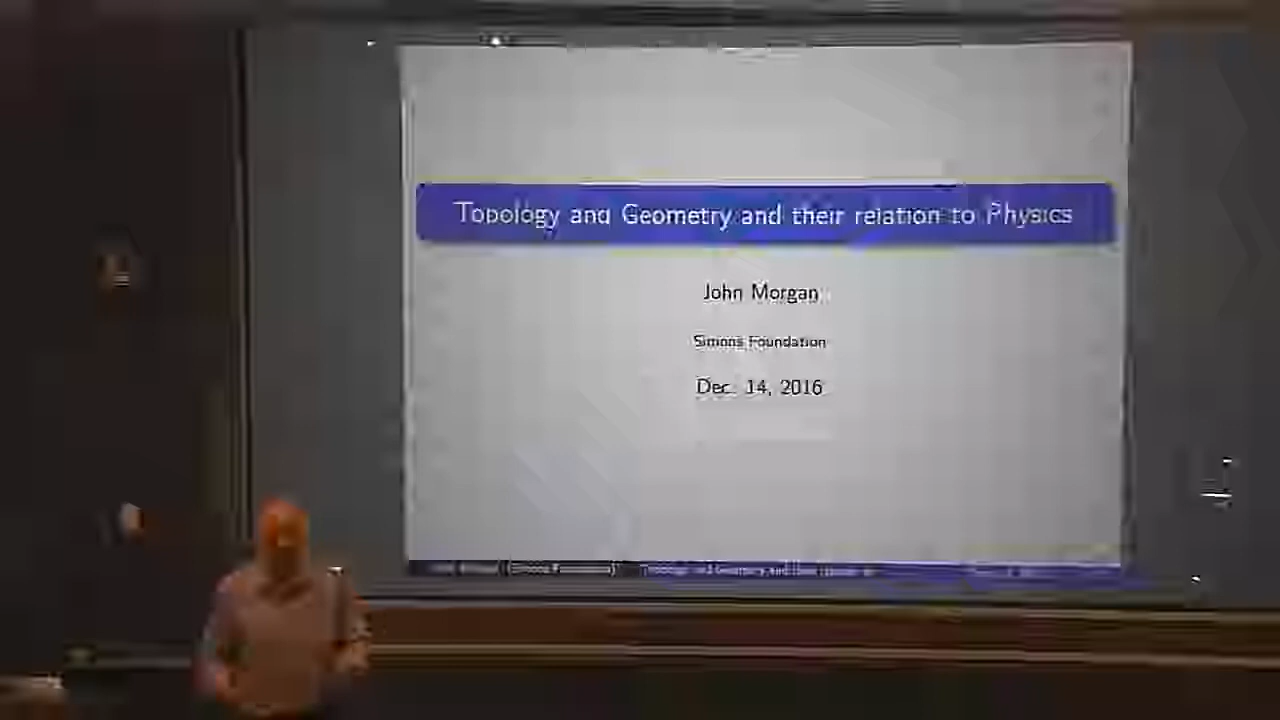 Topology and Geometry and their relation to Physics
John Morgan
Simons Foundation
Dec. 14, 2016